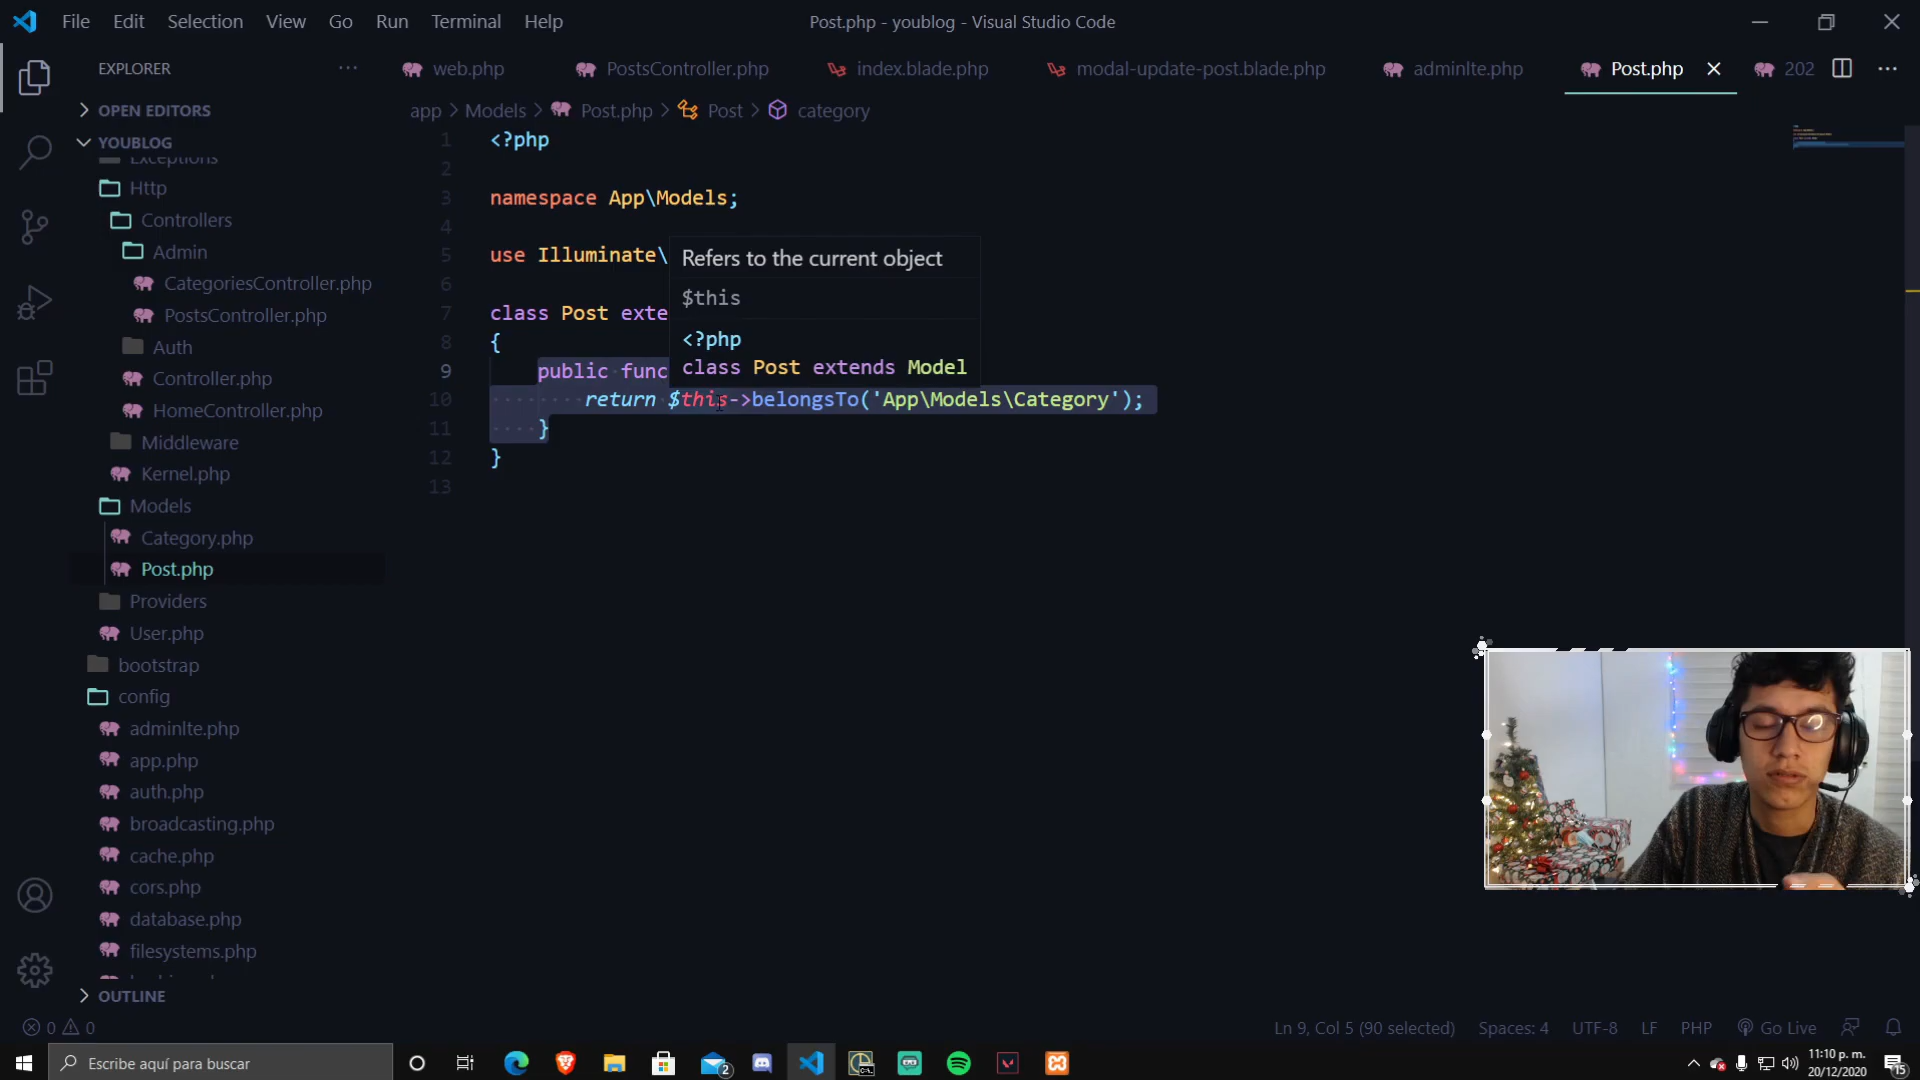 File Edit Selection View Go Run Terminal Help
Post.php - youblog - Visual Studio Code
EXPLORER
web.php
PostsController.php
index.blade.php
modal-update-post.blade.php
adminlte.php
Post.php
202
OPEN EDITORS
app > Models > Post.php > Post > category
YOUBLOG
Exceptions
Http
Controllers
Admin
CategoriesController.php
PostsController.php
Auth
Controller.php
HomeController.php
Middleware
Kernel.php
Models
Category.php
Post.php
Providers
User.php
bootstrap
config
adminlte.php
app.php
auth.php
broadcasting.php
cache.php
cors.php
database.php
filesystems.php
OUTLINE
1 <?php
2
3 namespace App\Models;
4
5 use Illuminate\
6
7 class Post exte
8 {
9 public func
10 return $this->belongsTo('App\Models\Category');
11 }
12 }
13
Refers to the current object
$this
<?php
class Post extends Model
0 0
Ln 9, Col 5 (90 selected)
Spaces: 4
UTF-8
LF
PHP
Go Live
Escribe aquí para buscar
2
11:10 p. m.
20/12/2020
15